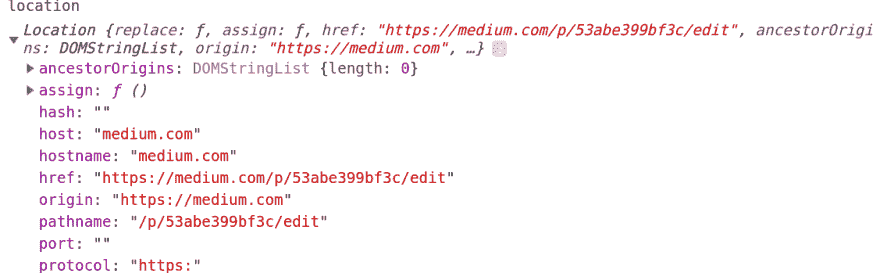 location
Location {replace: ƒ, assign: ƒ, href: "https://medium.com/p/53abe399bf3c/edit", ancestorOrigi
ns: DOMStringList, origin: "https://medium.com", …}
ancestorOrigins: DOMStringList {length: 0}
assign: ƒ ()
hash: ""
host: "medium.com"
hostname: "medium.com"
href: "https://medium.com/p/53abe399bf3c/edit"
origin: "https://medium.com"
pathname: "/p/53abe399bf3c/edit"
port: ""
protocol: "https:"